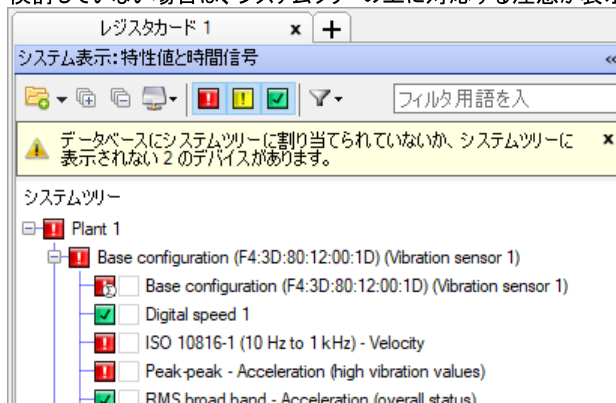 レジスタカード 1 x +
システム表示:特性値と時間信号 «
フィルタ用語を入
データベースにシステムツリーに割り当てられていないか、システムツリーに x
表示されない 2 のデバイスがあります。
システムツリー
Plant 1
Base configuration (F4:3D:80:12:00:1D) (Vibration sensor 1)
Base configuration (F4:3D:80:12:00:1D) (Vibration sensor 1)
Digital speed 1
ISO 10816-1 (10 Hz to 1 kHz) - Velocity
Peak-peak - Acceleration (high vibration values)
RMS broad band - Acceleration (overall status)